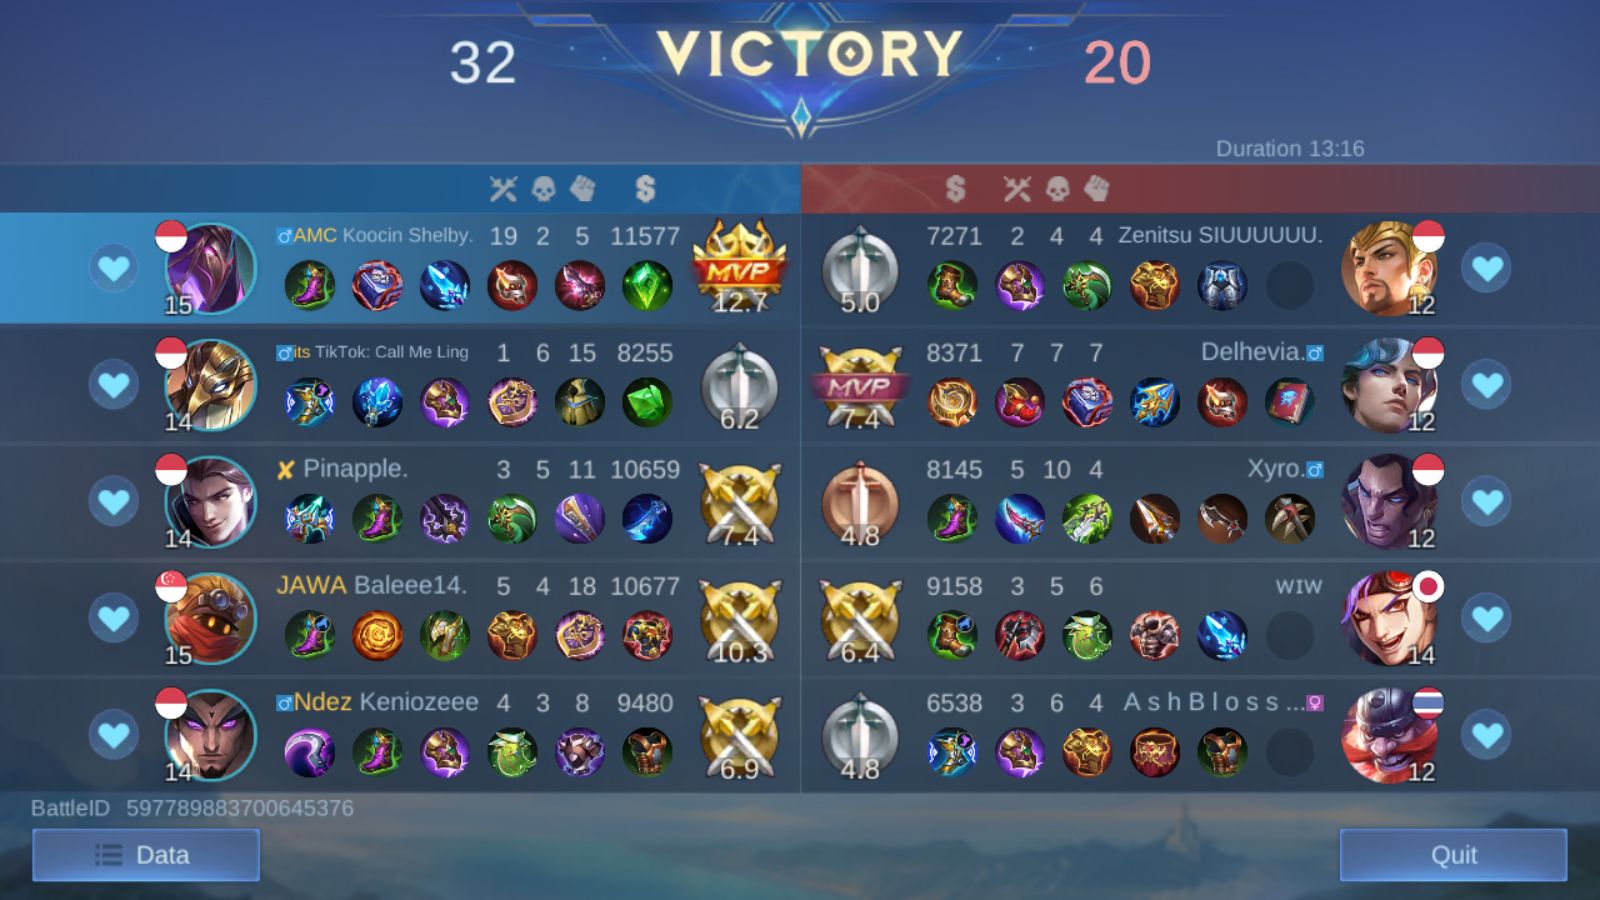 32 VICTORY 20
Duration 13:16
AMC Koocin Shelby. 19 2 5 11577 MVP 12.7 15
5.0 7271 2 4 4 Zenitsu SIUUUUUU. 12
its TikTok: Call Me Ling 1 6 15 8255 6.2 14
MVP 7.4 8371 7 7 7 Delhevia. 12
Pinapple. 3 5 11 10659 7.4 14
4.8 8145 5 10 4 Xyro. 12
JAWA Baleee14. 5 4 18 10677 10.3 15
6.4 9158 3 5 6 WIW 14
Ndez Keniozeee 4 3 8 9480 6.9 14
4.8 6538 3 6 4 A s h B l o s s ... 12
BattleID 597789883700645376
Data
Quit